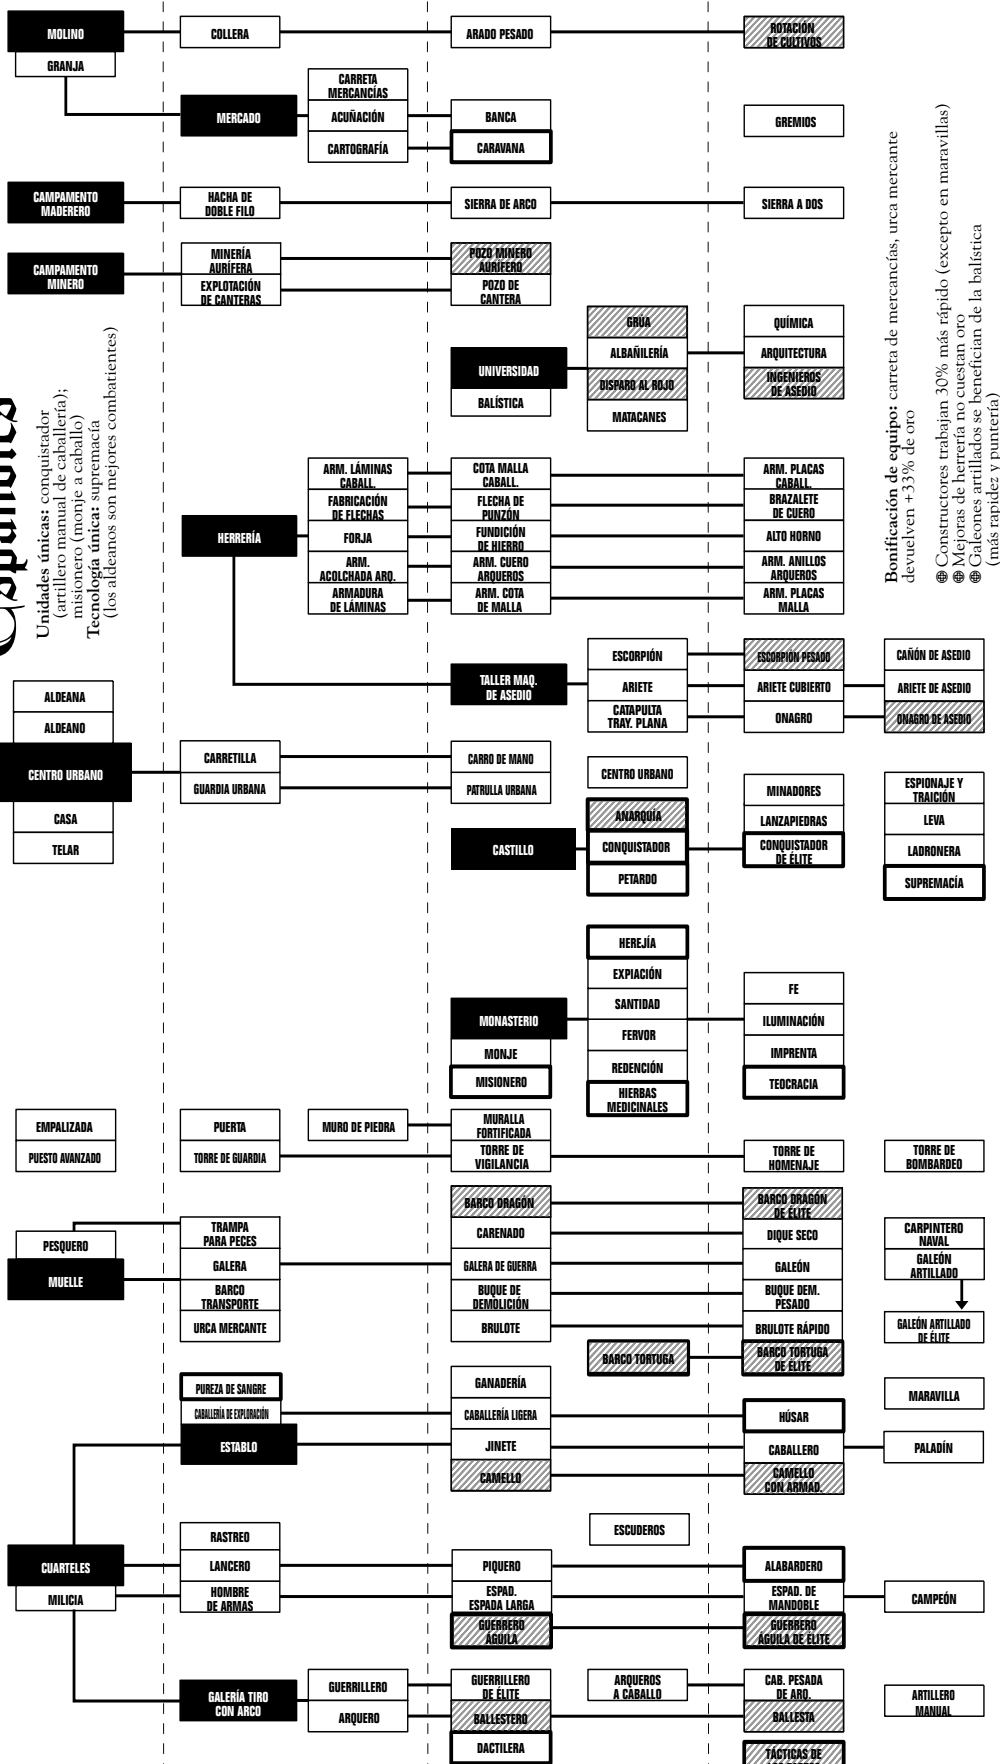 MOLINO
GRANJA
COLLERA
ARADO PESADO
ROTACIÓN
DE CULTIVOS
MERCADO
CARRETA
MERCANCÍAS
ACUÑACIÓN
CARTOGRAFÍA
BANCA
CARAVANA
GREMIOS
CAMPAMENTO
MADERERO
HACHA DE
DOBLE FILO
SIERRA DE ARCO
SIERRA A DOS
CAMPAMENTO
MINERO
MINERÍA
AURÍFERA
EXPLOTACIÓN
DE CANTERAS
POZO MINERO
AURÍFERO
POZO DE
CANTERA
UNIVERSIDAD
BALÍSTICA
GRÚA
ALBAÑILERÍA
DISPARO AL ROJO
MATACANES
QUÍMICA
ARQUITECTURA
INGENIEROS
DE ASEDIO
Bonificación de equipo: carreta de mercancías, urca mercante
devuelven +33% de oro
Constructores trabajan 30% más rápido (excepto en maravillas)
Mejoras de herrería no cuestan oro
Galeones artillados se benefician de la balística
(más rapidez y puntería)
Unidades únicas: conquistador
(artillero manual de caballería);
misionero (monje a caballo)
Tecnología única: supremacía
(los aldeanos son mejores combatientes)
HERRERÍA
ARM. LÁMINAS
CABALL.
FABRICACIÓN
DE FLECHAS
FORJA
ARM.
ACOLCHADA ARQ.
ARMADURA
DE LÁMINAS
COTA MALLA
CABALL.
FLECHA DE
PUNZÓN
FUNDICIÓN
DE HIERRO
ARM. CUERO
ARQUEROS
ARM. COTA
DE MALLA
ARM. PLACAS
CABALL.
BRAZALETE
DE CUERO
ALTO HORNO
ARM. ANILLOS
ARQUEROS
ARM. PLACAS
MALLA
TALLER MAQ.
DE ASEDIO
ESCORPIÓN
ARIETE
CATAPULTA
TRAY. PLANA
ESCORPIÓN PESADO
ARIETE CUBIERTO
ONAGRO
CAÑÓN DE ASEDIO
ARIETE DE ASEDIO
ONAGRO DE ASEDIO
ALDEANA
ALDEANO
CENTRO URBANO
CASA
TELAR
CARRETILLA
GUARDIA URBANA
CARRO DE MANO
PATRULLA URBANA
CENTRO URBANO
CASTILLO
ANARQUÍA
CONQUISTADOR
PETARDO
MINADORES
LANZAPIEDRAS
CONQUISTADOR
DE ÉLITE
ESPIONAJE Y
TRAICIÓN
LEVA
LADRONERA
SUPREMACÍA
MONASTERIO
MONJE
MISIONERO
HEREJÍA
EXPIACIÓN
SANTIDAD
FERVOR
REDENCIÓN
HIERBAS
MEDICINALES
FE
ILUMINACIÓN
IMPRENTA
TEOCRACIA
EMPALIZADA
PUESTO AVANZADO
PUERTA
TORRE DE GUARDIA
MURO DE PIEDRA
MURALLA
FORTIFICADA
TORRE DE
VIGILANCIA
TORRE DE
HOMENAJE
TORRE DE
BOMBARDEO
PESQUERO
MUELLE
TRAMPA
PARA PECES
GALERA
BARCO
TRANSPORTE
URCA MERCANTE
BARCO DRAGÓN
CARENADO
GALERA DE GUERRA
BUQUE DE
DEMOLICIÓN
BRULOTE
BARCO TORTUGA
BARCO DRAGÓN
DE ÉLITE
DIQUE SECO
GALEÓN
BUQUE DEM.
PESADO
BRULOTE RÁPIDO
BARCO TORTUGA
DE ÉLITE
CARPINTERO
NAVAL
GALEÓN
ARTILLADO
GALEÓN ARTILLADO
DE ÉLITE
PUREZA DE SANGRE
CABALLERÍA DE EXPLORACIÓN
ESTABLO
GANADERÍA
CABALLERÍA LIGERA
JINETE
CAMELLO
HÚSAR
CABALLERO
CAMELLO
CON ARMAD.
MARAVILLA
PALADÍN
ESCUDEROS
CUARTELES
MILICIA
RASTREO
LANCERO
HOMBRE
DE ARMAS
PIQUERO
ESPAD.
ESPADA LARGA
GUERRERO
ÁGUILA
ALABARDERO
ESPAD. DE
MANDOBLE
GUERRERO
ÁGUILA DE ÉLITE
CAMPEÓN
GALERÍA TIRO
CON ARCO
GUERRILLERO
ARQUERO
GUERRILLERO
DE ÉLITE
BALLESTERO
DACTILERA
ARQUEROS
A CABALLO
CAB. PESADA
DE ARQ.
BALLESTA
TÁCTICAS DE
ARTILLERO
MANUAL